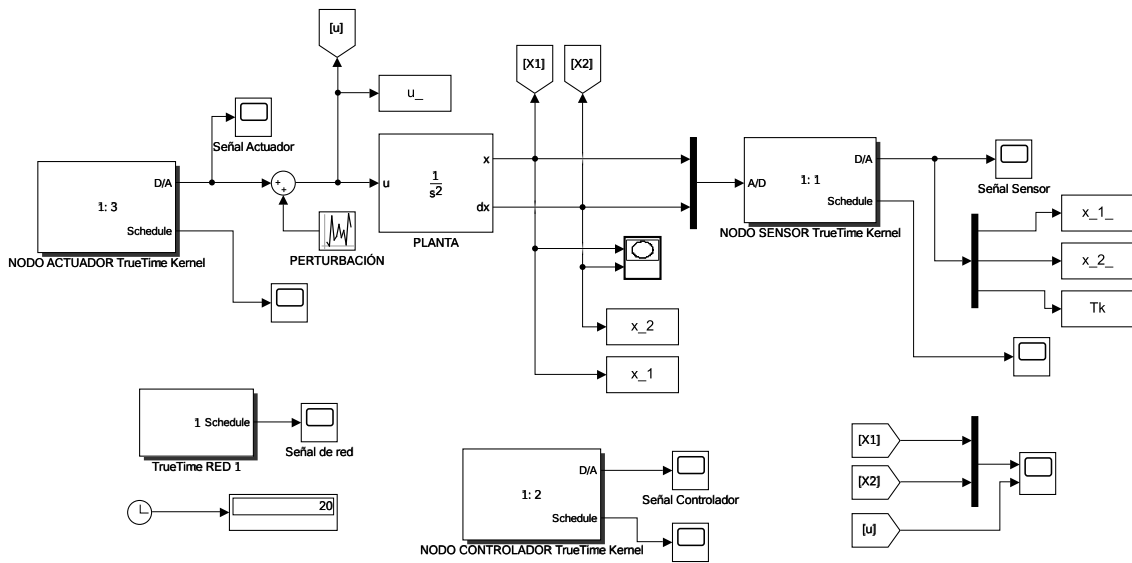 [u]
[X1]
[X2]
u_
Señal Actuador
D/A
1: 3
Schedule
NODO ACTUADOR TrueTime Kernel
+
+
PERTURBACIÓN
u
1
s²
x
dx
PLANTA
A/D
1: 1
D/A
Schedule
NODO SENSOR TrueTime Kernel
Señal Sensor
x_1_
x_2_
Tk
x_2
x_1
1 Schedule
TrueTime RED 1
Señal de red
20
1: 2
D/A
Schedule
NODO CONTROLADOR TrueTime Kernel
Señal Controlador
[X1]
[X2]
[u]